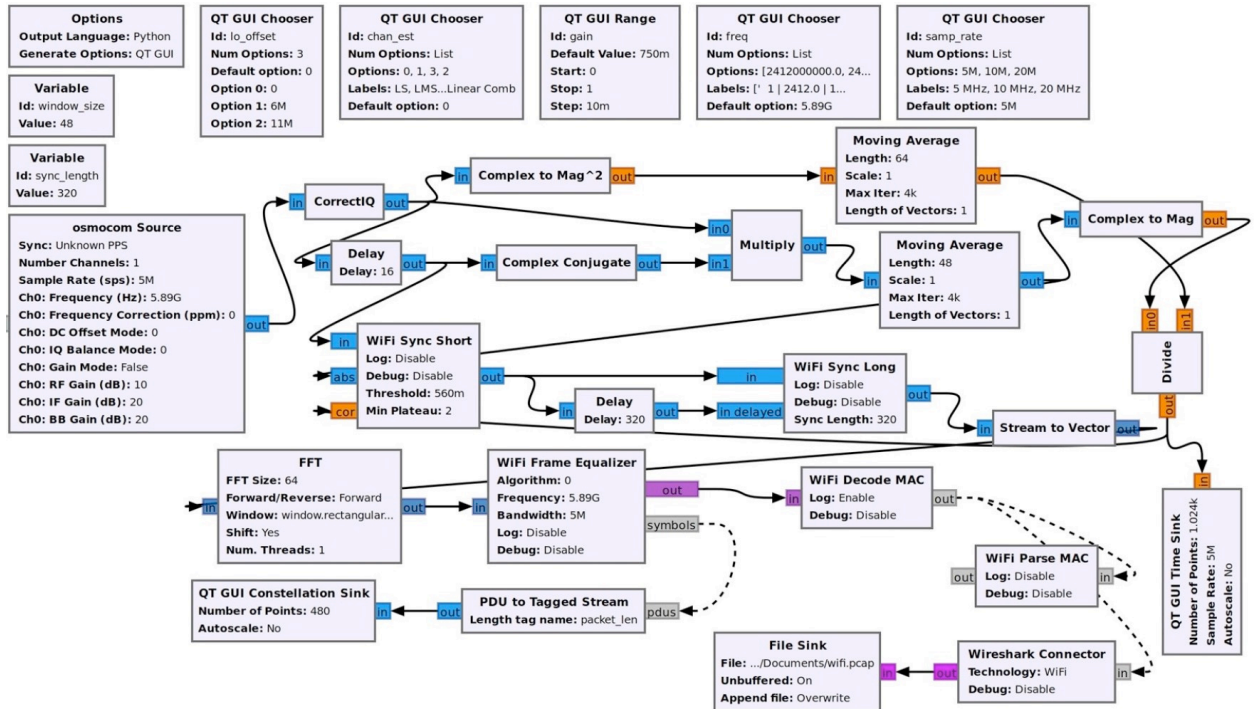 Options
Output Language: Python
Generate Options: QT GUI
QT GUI Chooser
Id: lo_offset
Num Options: 3
Default option: 0
Option 0: 0
Option 1: 6M
Option 2: 11M
QT GUI Chooser
Id: chan_est
Num Options: List
Options: 0, 1, 3, 2
Labels: LS, LMS...Linear Comb
Default option: 0
QT GUI Range
Id: gain
Default Value: 750m
Start: 0
Stop: 1
Step: 10m
QT GUI Chooser
Id: freq
Num Options: List
Options: [2412000000.0, 24...
Labels: [' 1 | 2412.0 | 1...
Default option: 5.89G
QT GUI Chooser
Id: samp_rate
Num Options: List
Options: 5M, 10M, 20M
Labels: 5 MHz, 10 MHz, 20 MHz
Default option: 5M
Variable
Id: window_size
Value: 48
Variable
Id: sync_length
Value: 320
osmocom Source
Sync: Unknown PPS
Number Channels: 1
Sample Rate (sps): 5M
Ch0: Frequency (Hz): 5.89G
Ch0: Frequency Correction (ppm): 0
Ch0: DC Offset Mode: 0
Ch0: IQ Balance Mode: 0
Ch0: Gain Mode: False
Ch0: RF Gain (dB): 10
Ch0: IF Gain (dB): 20
Ch0: BB Gain (dB): 20
out
in
CorrectIQ
out
in
Complex to Mag^2
out
in
Moving Average
Length: 64
Scale: 1
Max Iter: 4k
Length of Vectors: 1
out
in
Delay
Delay: 16
out
in
Complex Conjugate
out
in0
in1
Multiply
out
in
Moving Average
Length: 48
Scale: 1
Max Iter: 4k
Length of Vectors: 1
out
in
Complex to Mag
out
in0
in1
Divide
out
in
abs
cor
WiFi Sync Short
Log: Disable
Debug: Disable
Threshold: 560m
Min Plateau: 2
out
in
Delay
Delay: 320
out
in
in delayed
WiFi Sync Long
Log: Disable
Debug: Disable
Sync Length: 320
out
in
Stream to Vector
out
in
FFT
FFT Size: 64
Forward/Reverse: Forward
Window: window.rectangular...
Shift: Yes
Num. Threads: 1
out
in
WiFi Frame Equalizer
Algorithm: 0
Frequency: 5.89G
Bandwidth: 5M
Log: Disable
Debug: Disable
out
symbols
in
WiFi Decode MAC
Log: Enable
Debug: Disable
out
out
WiFi Parse MAC
Log: Disable
Debug: Disable
in
in
QT GUI Time Sink
Number of Points: 1.024k
Sample Rate: 5M
Autoscale: No
QT GUI Constellation Sink
Number of Points: 480
Autoscale: No
in
out
PDU to Tagged Stream
Length tag name: packet_len
pdus
File Sink
File: .../Documents/wifi.pcap
Unbuffered: On
Append file: Overwrite
in
out
Wireshark Connector
Technology: WiFi
Debug: Disable
in